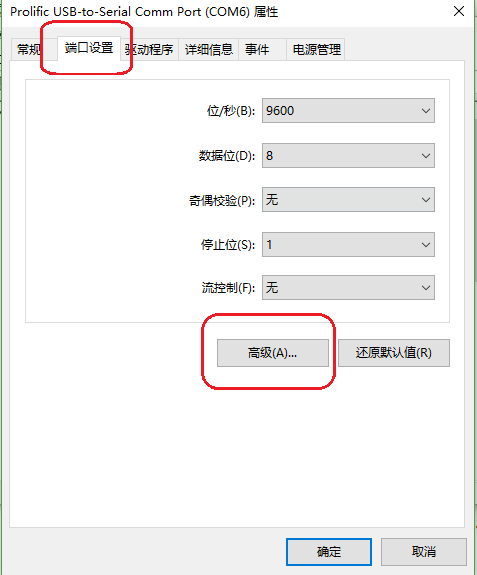 Prolific USB-to-Serial Comm Port (COM6) 属性
常规 端口设置 驱动程序 详细信息 事件 电源管理
位/秒(B): 9600
数据位(D): 8
奇偶校验(P): 无
停止位(S): 1
流控制(F): 无
高级(A)... 还原默认值(R)
确定 取消